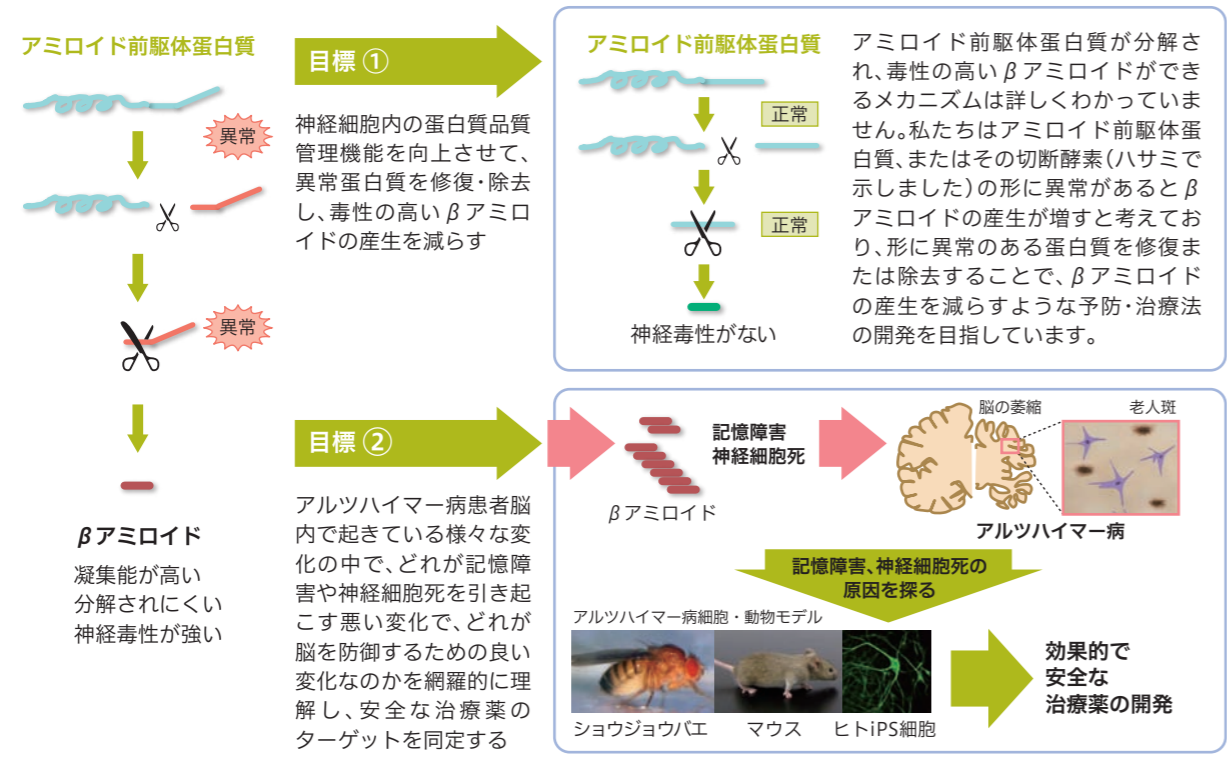 アミロイド前駆体蛋白質
異常
異常
βアミロイド
凝集能が高い
分解されにくい
神経毒性が強い
目標 ①
神経細胞内の蛋白質品質
管理機能を向上させて、
異常蛋白質を修復・除去
し、毒性の高いβアミロ
イドの産生を減らす
アミロイド前駆体蛋白質
正常
正常
神経毒性がない
アミロイド前駆体蛋白質が分解さ
れ、毒性の高いβアミロイドができ
るメカニズムは詳しくわかっていま
せん。私たちはアミロイド前駆体蛋
白質、またはその切断酵素（ハサミで
示しました）の形に異常があるとβ
アミロイドの産生が増すと考えてお
り、形に異常のある蛋白質を修復ま
たは除去することで、βアミロイド
の産生を減らすような予防・治療法
の開発を目指しています。
目標 ②
アルツハイマー病患者脳
内で起きている様々な変
化の中で、どれが記憶障
害や神経細胞死を引き起
こす悪い変化で、どれが
脳を防御するための良い
変化なのかを網羅的に理
解し、安全な治療薬の
ターゲットを同定する
βアミロイド
記憶障害
神経細胞死
脳の萎縮
老人斑
アルツハイマー病
記憶障害、神経細胞死の
原因を探る
アルツハイマー病細胞・動物モデル
ショウジョウバエ
マウス
ヒトiPS細胞
効果的で
安全な
治療薬の開発